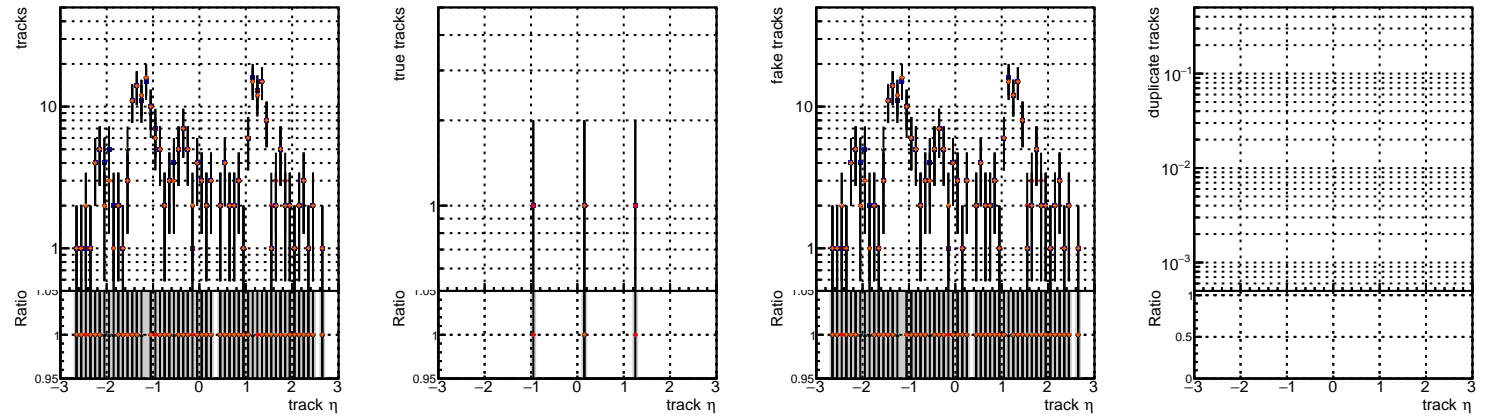 tracks
10
1
Ratio
1.05
1
0.95
−3 −2 −1 0 1 2 3
track η
true tracks
1
Ratio
1.05
1
0.95
−3 −2 −1 0 1 2 3
track η
fake tracks
10
1
Ratio
1.05
1
0.95
−3 −2 −1 0 1 2 3
track η
duplicate tracks
10⁻¹
10⁻²
10⁻³
Ratio
1
0.5
0
−3 −2 −1 0 1 2 3
track η